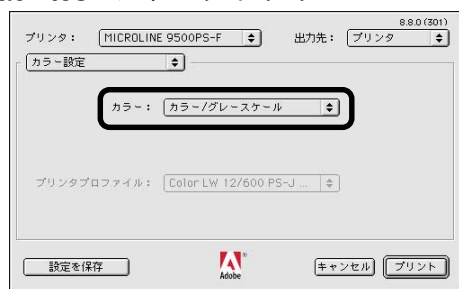 8.8.0 (301)
プリンタ： MICROLINE 9500PS-F 出力先： プリンタ
カラー設定
カラー： カラー/グレースケール
プリンタプロファイル： Color LW 12/600 PS-J ...
設定を保存 Adobe キャンセル プリント